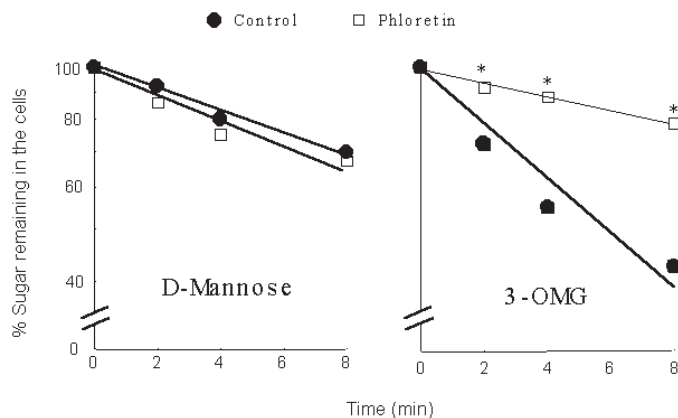 Control Phloretin
% Sugar remaining in the cells
100
80
60
40
0
D-Mannose
0 2 4 6 8
* * *
3-OMG
0 2 4 6 8
Time (min)